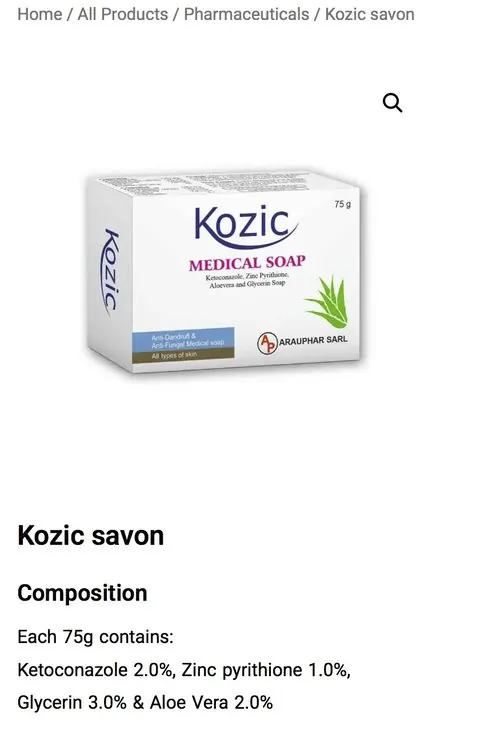 Home / All Products / Pharmaceuticals / Kozic savon
75 g
Kozic
MEDICAL SOAP
Ketoconazole, Zinc Pyrithione,
Aloevera and Glycerin Soap
Kozic
Anti-Dandruff &
Anti-Fungal Medical soap
All types of skin
AP ARAUPHAR SARL
Kozic savon
Composition
Each 75g contains:
Ketoconazole 2.0%, Zinc pyrithione 1.0%,
Glycerin 3.0% & Aloe Vera 2.0%